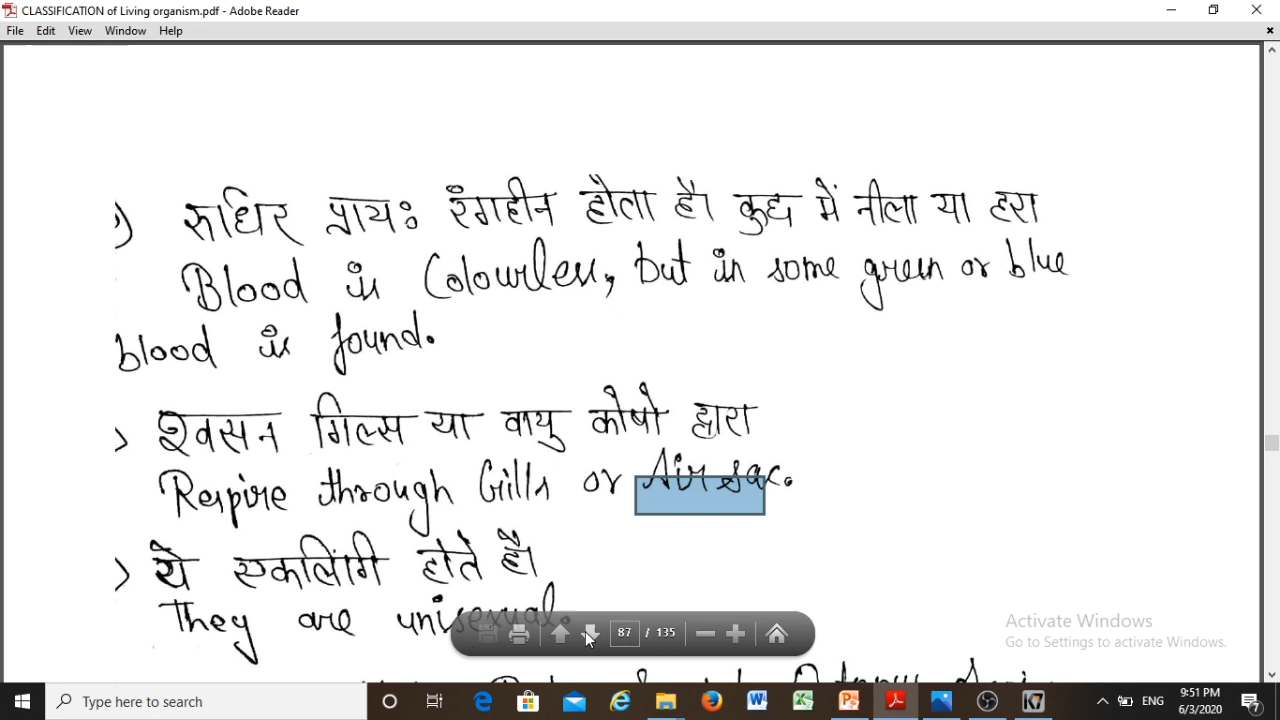 CLASSIFICATION of Living organism.pdf - Adobe Reader
File Edit View Window Help
रुधिर प्रायः रंगहीन होता है। कुछ में नीला या हरा
Blood is Colourless, but in some green or blue
blood is found.
> श्वसन गिल्स या वायु कोषो द्वारा
Respire through Gills or Air sac.
> ये एकलिंगी होते है।
They are unisexual.
87 / 135
Activate Windows
Go to Settings to activate Windows.
Type here to search
ENG
9:51 PM
6/3/2020
7